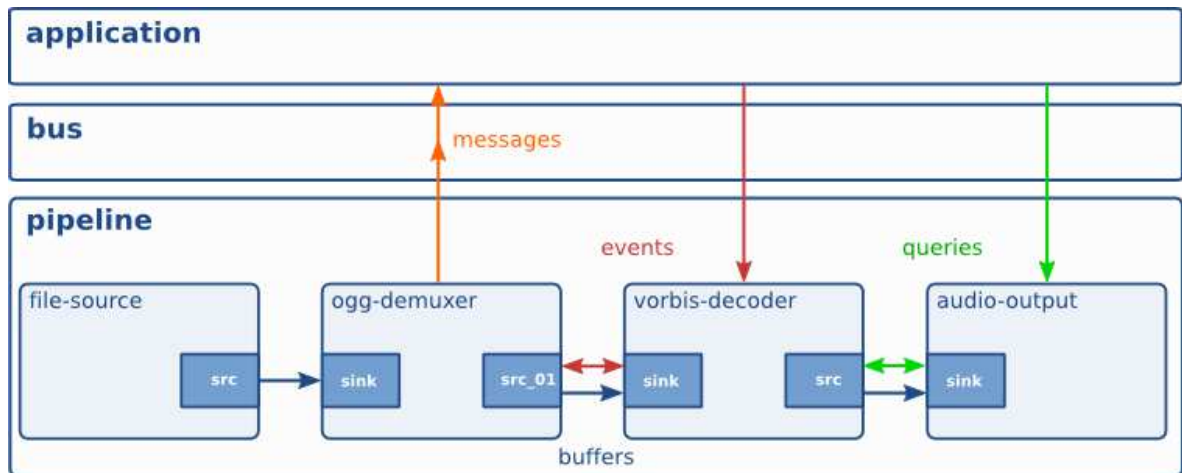 application
bus
messages
pipeline
events
queries
file-source
ogg-demuxer
vorbis-decoder
audio-output
src
sink
src_01
sink
src
sink
buffers